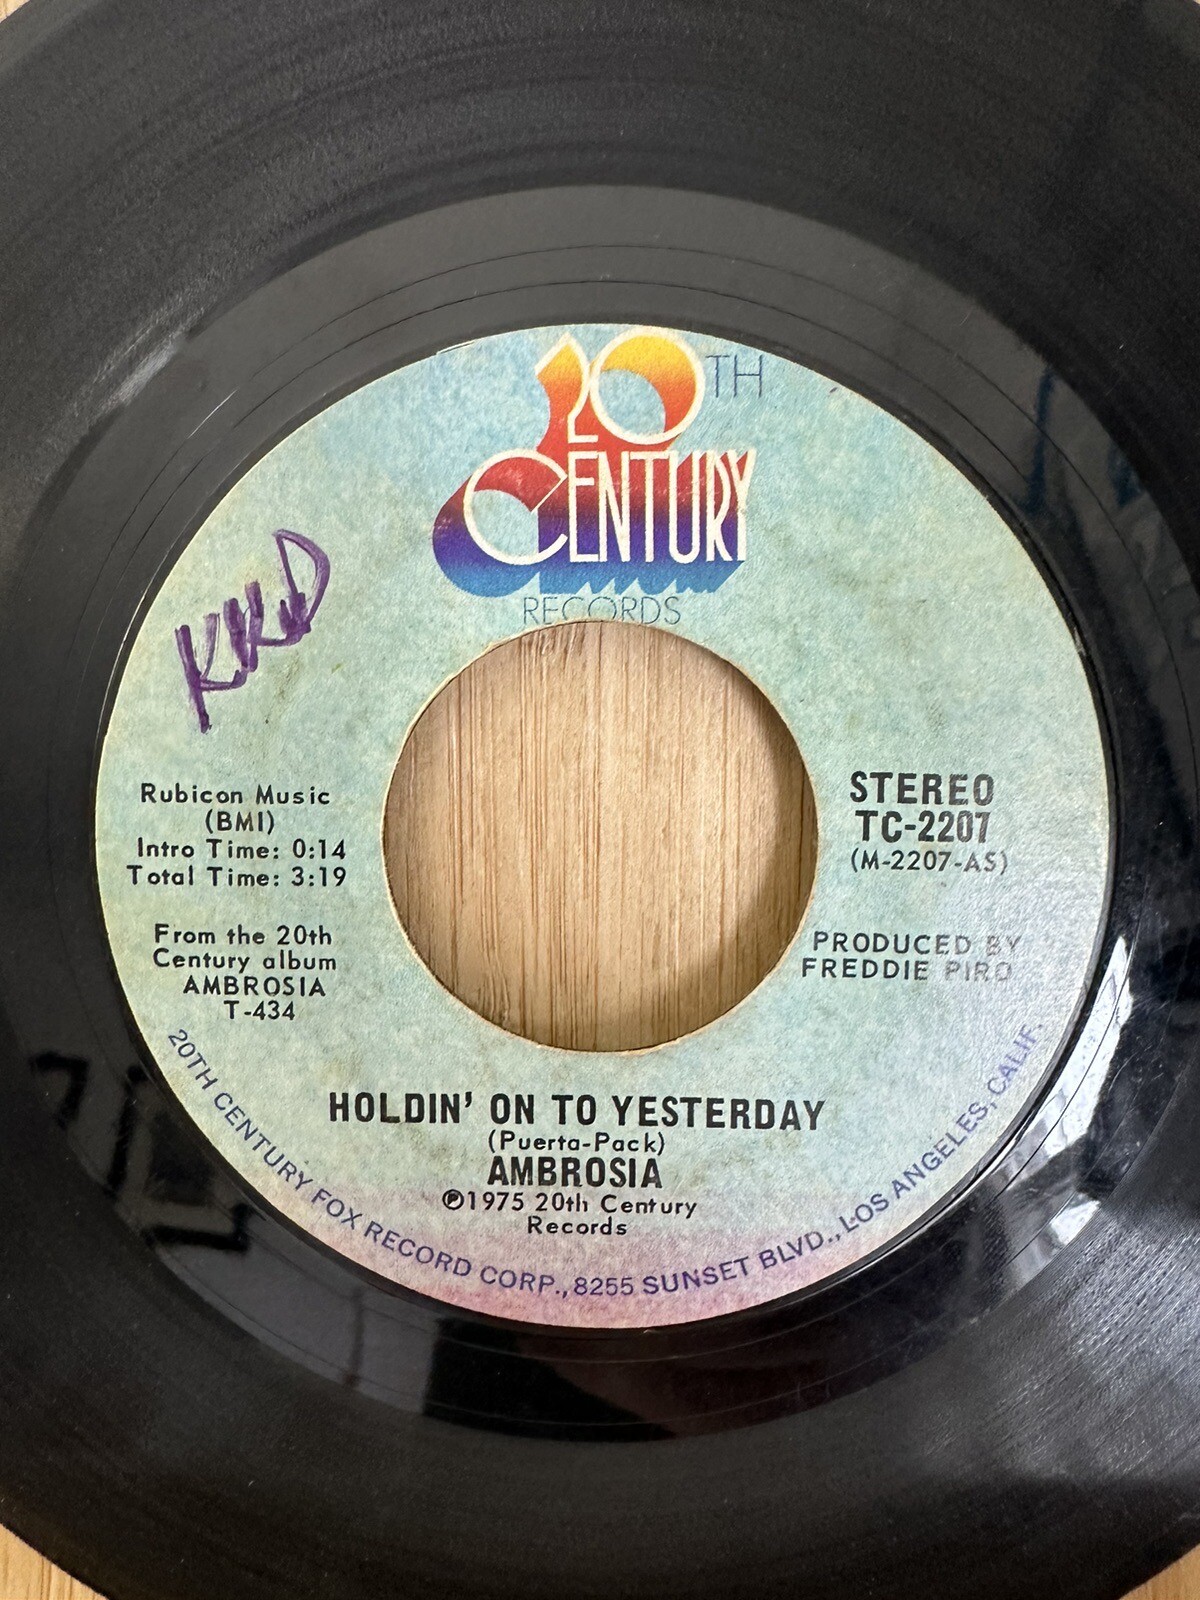 20TH
CENTURY
RECORDS
Rubicon Music
(BMI)
Intro Time: 0:14
Total Time: 3:19
From the 20th
Century album
AMBROSIA
T-434
STEREO
TC-2207
(M-2207-AS)
PRODUCED BY
FREDDIE PIRO
HOLDIN' ON TO YESTERDAY
(Puerta-Pack)
AMBROSIA
℗1975 20th Century
Records
20TH CENTURY FOX RECORD CORP., 8255 SUNSET BLVD., LOS ANGELES, CALIF.